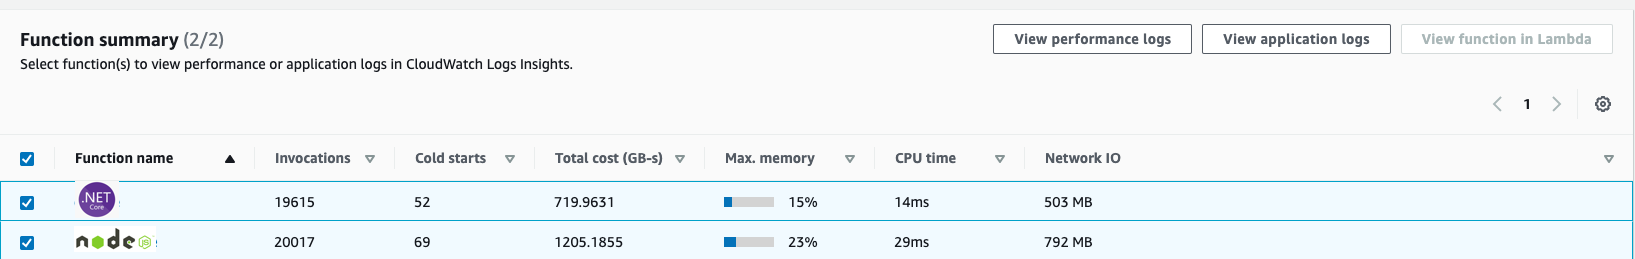 Function summary (2/2)
View performance logs
View application logs
View function in Lambda
Select function(s) to view performance or application logs in CloudWatch Logs Insights.
1
Function name Invocations Cold starts Total cost (GB-s) Max. memory CPU time Network IO
.NET
Core
19615 52 719.9631 15% 14ms 503 MB
node JS
20017 69 1205.1855 23% 29ms 792 MB